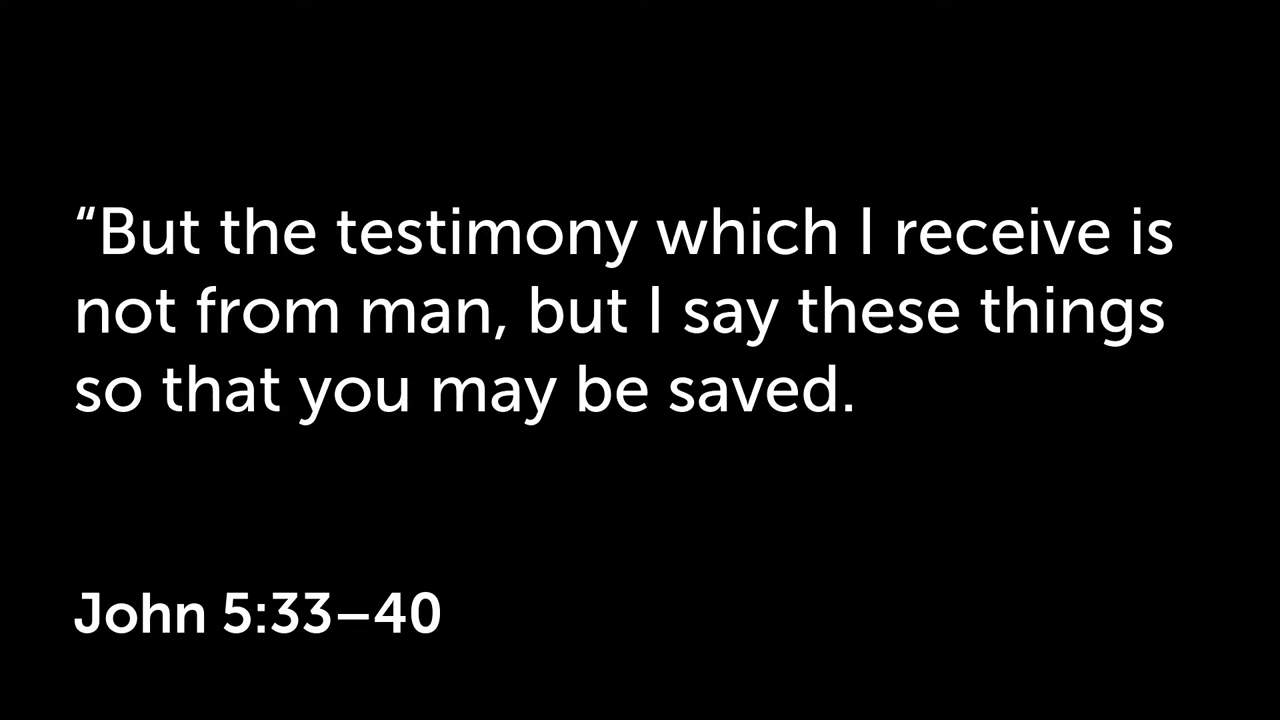 “But the testimony which I receive is
not from man, but I say these things
so that you may be saved.
John 5:33–40